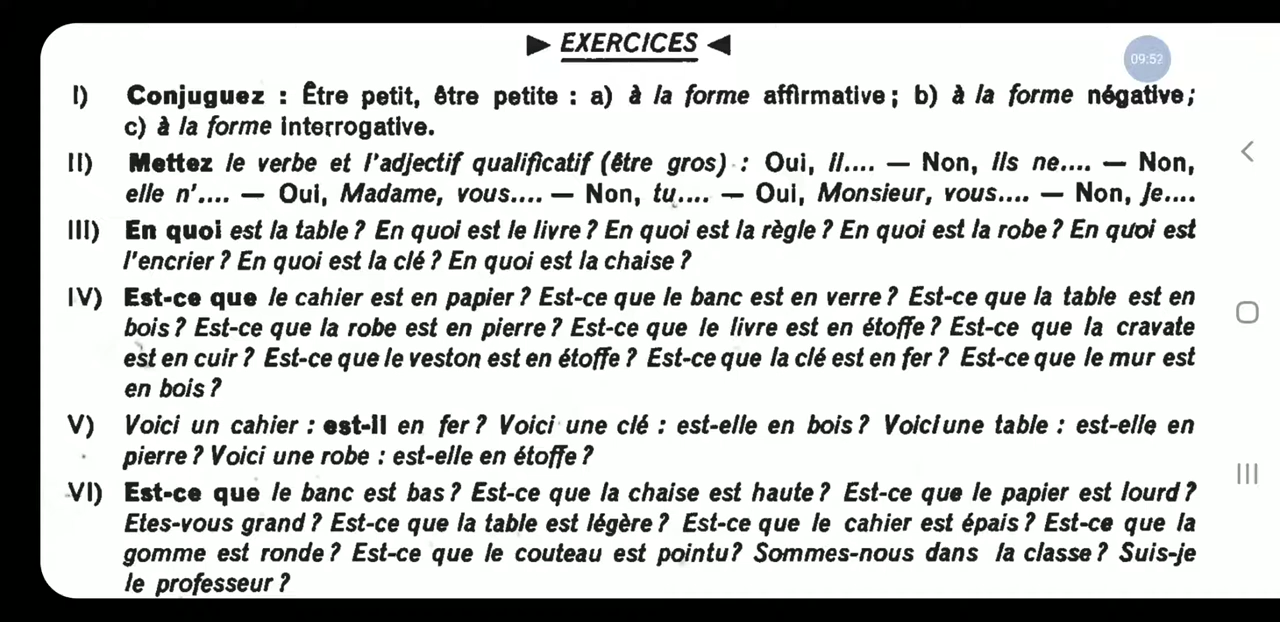 ► EXERCICES ◄
09:52
I) Conjuguez : Être petit, être petite : a) à la forme affirmative ; b) à la forme négative ;
c) à la forme interrogative.
II) Mettez le verbe et l'adjectif qualificatif (être gros) : Oui, il.... — Non, ils ne.... — Non,
elle n'.... — Oui, Madame, vous.... — Non, tu.... — Oui, Monsieur, vous.... — Non, je....
III) En quoi est la table ? En quoi est le livre ? En quoi est la règle ? En quoi est la robe ? En quoi est
l'encrier ? En quoi est la clé ? En quoi est la chaise ?
IV) Est-ce que le cahier est en papier ? Est-ce que le banc est en verre ? Est-ce que la table est en
bois ? Est-ce que la robe est en pierre ? Est-ce que le livre est en étoffe ? Est-ce que la cravate
est en cuir ? Est-ce que le veston est en étoffe ? Est-ce que la clé est en fer ? Est-ce que le mur est
en bois ?
V) Voici un cahier : est-il en fer ? Voici une clé : est-elle en bois ? Voici une table : est-elle en
pierre ? Voici une robe : est-elle en étoffe ?
VI) Est-ce que le banc est bas ? Est-ce que la chaise est haute ? Est-ce que le papier est lourd ?
Etes-vous grand ? Est-ce que la table est légère ? Est-ce que le cahier est épais ? Est-ce que la
gomme est ronde ? Est-ce que le couteau est pointu ? Sommes-nous dans la classe ? Suis-je
le professeur ?